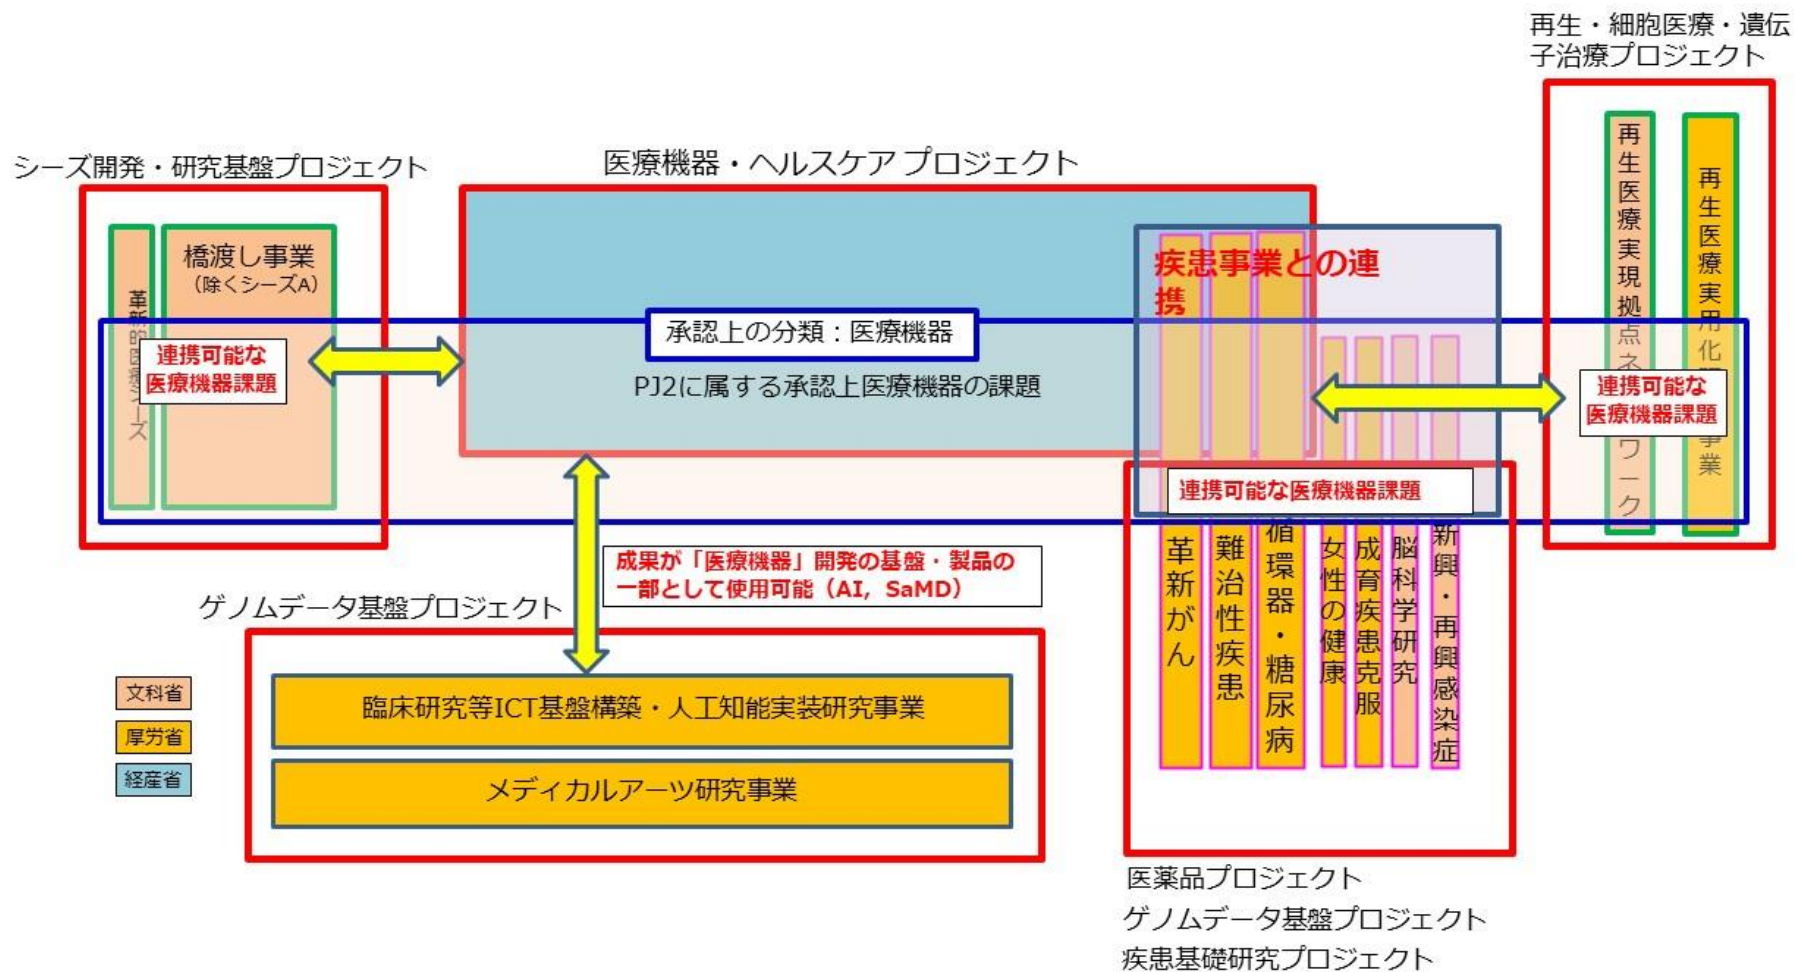 再生・細胞医療・遺伝
子治療プロジェクト
シーズ開発・研究基盤プロジェクト
医療機器・ヘルスケア プロジェクト
革新的医療シーズ
橋渡し事業
（除くシーズA）
連携可能な
医療機器課題
承認上の分類：医療機器
PJ2に属する承認上医療機器の課題
疾患事業との連
携
再生医療実現拠点ネ
ワーク
再生医療実用化
事業
連携可能な
医療機器課題
連携可能な医療機器課題
革新がん
難治性疾患
循環器・糖尿病
女性の健康
成育疾患克服
脳科学研究
新興・再興感染症
成果が「医療機器」開発の基盤・製品の
一部として使用可能（AI, SaMD）
ゲノムデータ基盤プロジェクト
臨床研究等ICT基盤構築・人工知能実装研究事業
メディカルアーツ研究事業
文科省
厚労省
経産省
医薬品プロジェクト
ゲノムデータ基盤プロジェクト
疾患基礎研究プロジェクト